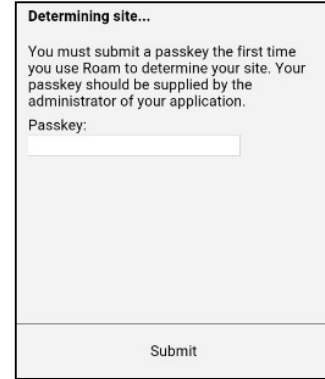 Determining site...
You must submit a passkey the first time
you use Roam to determine your site. Your
passkey should be supplied by the
administrator of your application.
Passkey:
Submit